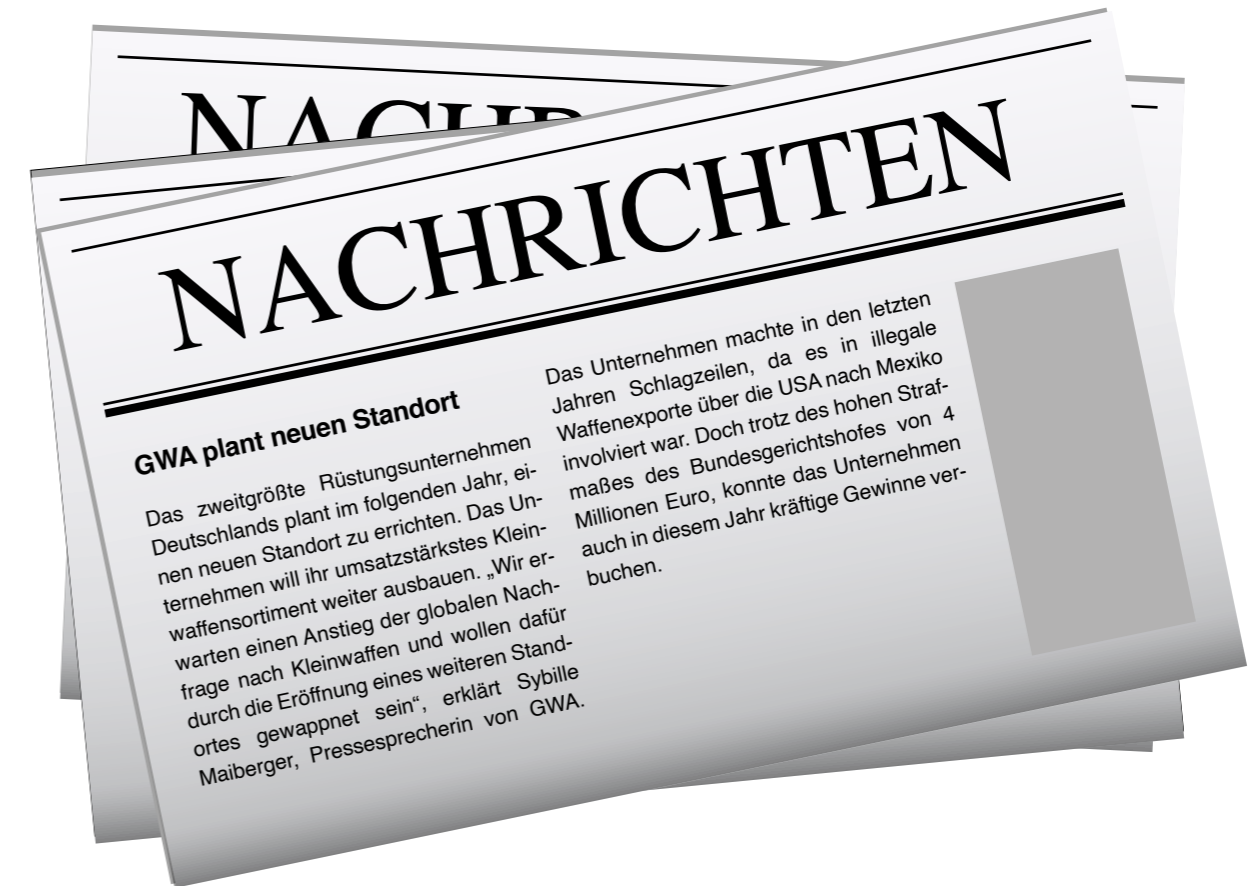 NACHR
NACHRICHTEN
GWA plant neuen Standort
Das zweitgrößte Rüstungsunternehmen
Deutschlands plant im folgenden Jahr, ei-
nen neuen Standort zu errichten. Das Un-
ternehmen will ihr umsatzstärkstes Klein-
waffensortiment weiter ausbauen. „Wir er-
warten einen Anstieg der globalen Nach-
frage nach Kleinwaffen und wollen dafür
durch die Eröffnung eines weiteren Stand-
ortes gewappnet sein“, erklärt Sybille
Maiberger, Pressesprecherin von GWA.
Das Unternehmen machte in den letzten
Jahren Schlagzeilen, da es in illegale
Waffenexporte über die USA nach Mexiko
involviert war. Doch trotz des hohen Straf-
maßes des Bundesgerichtshofes von 4
Millionen Euro, konnte das Unternehmen
auch in diesem Jahr kräftige Gewinne ver-
buchen.